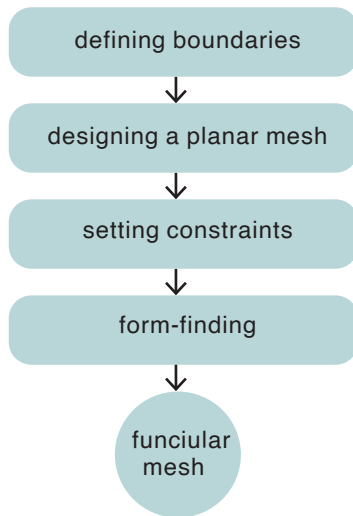 defining boundaries
designing a planar mesh
setting constraints
form-finding
funciular
mesh